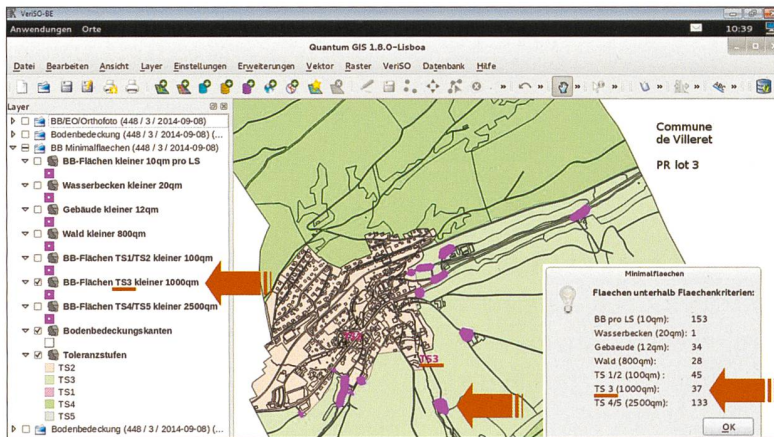 VeriSO-BE
Anwendungen Orte
10:39
Quantum GIS 1.8.0-Lisboa
Datei Bearbeiten Ansicht Layer Einstellungen Erweiterungen Vektor Raster VeriSO Datenbank Hilfe
Layer
BB/EO/Orthofoto (448 / 3 / 2014-09-08)
Bodenbedeckung (448 / 3 / 2014-09-08) (...
BB Minimalflaechen (448 / 3 / 2014-09-08)
BB-Flächen kleiner 10qm pro LS
Wasserbecken kleiner 20qm
Gebäude kleiner 12qm
Wald kleiner 800qm
BB-Flächen TS1/TS2 kleiner 100qm
BB-Flächen TS3 kleiner 1000qm
BB-Flächen TS4/TS5 kleiner 2500qm
Bodenbedeckungskanten
Toleranzstufen
TS2
TS3
TS1
TS4
TS5
Bodenbedeckung (448 / 3 / 2014-09-08) (...
Commune
de Villeret
PR lot 3
TS3
Minimalflaechen
Flaechen unterhalb Flaechenkriterien:
BB pro LS (10qm): 153
Wasserbecken (20qm): 1
Gebaeude (12qm): 34
Wald (800qm): 28
TS 1/2 (100qm) : 45
TS 3 (1000qm): 37
TS 4/5 (2500qm): 133
OK